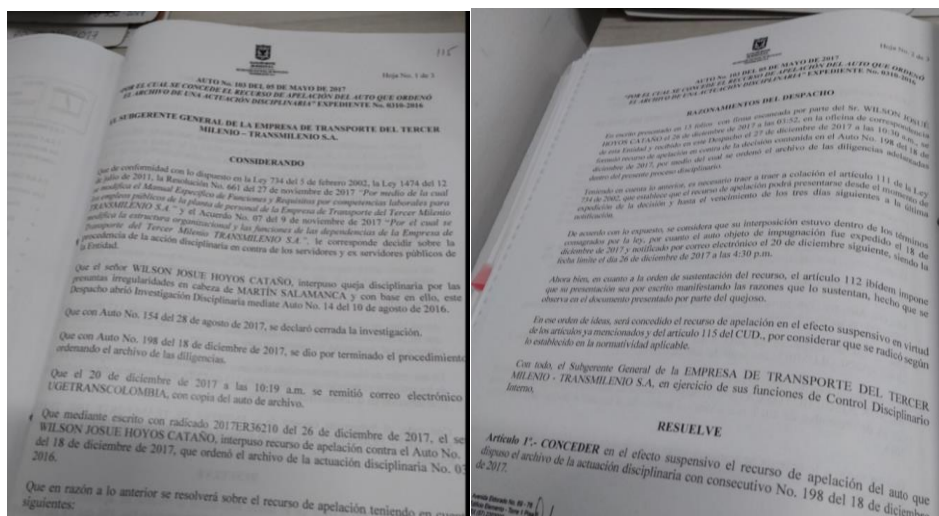 115
Hoja No. 1 de 3
AUTO No. 103 DEL 05 DE MAYO DE 2017
"POR EL CUAL SE CONCEDE EL RECURSO DE APELACIÓN DEL AUTO QUE ORDENÓ
EL ARCHIVO DE UNA ACTUACIÓN DISCIPLINARIA" EXPEDIENTE No. 0310-2016
EL SUBGERENTE GENERAL DE LA EMPRESA DE TRANSPORTE DEL TERCER
MILENIO – TRANSMILENIO S.A.
CONSIDERANDO
Que de conformidad con lo dispuesto en la Ley 734 del 5 de febrero 2002, la Ley 1474 del 12
de julio de 2011, la Resolución No. 661 del 27 de noviembre de 2017 "Por medio de la cual
se modifica el Manual Específico de Funciones y Requisitos por competencias laborales para
los empleos públicos de la planta de personal de la Empresa de Transporte del Tercer Milenio
TRANSMILENIO S.A." y el Acuerdo No. 07 del 9 de noviembre de 2017 "Por el cual se
modifica la estructura organizacional y las funciones de las dependencias de la Empresa de
Transporte del Tercer Milenio TRANSMILENIO S.A", le corresponde decidir sobre la
procedencia de la acción disciplinaria en contra de los servidores y ex servidores públicos de
la Entidad.
Que el señor WILSON JOSUE HOYOS CATAÑO, interpuso queja disciplinaria por las
presuntas irregularidades en cabeza de MARTÍN SALAMANCA y con base en ello, este
Despacho abrió Investigación Disciplinaria mediante Auto No. 14 del 10 de agosto de 2016.
Que con Auto No. 154 del 28 de agosto de 2017, se declaró cerrada la investigación.
Que con Auto No. 198 del 18 de diciembre de 2017, se dio por terminado el procedimiento
ordenando el archivo de las diligencias.
Que el 20 de diciembre de 2017 a las 10:19 a.m. se remitió correo electrónico
UGETRANSCOLOMBIA, con copia del auto de archivo.
Que mediante escrito con radicado 2017ER36210 del 26 de diciembre de 2017, el se
WILSON JOSUE HOYOS CATAÑO, interpuso recurso de apelación contra el Auto No.
del 18 de diciembre de 2017, que ordenó el archivo de la actuación disciplinaria No. 03
2016.
Que en razón a lo anterior se resolverá sobre el recurso de apelación teniendo en
siguientes:
Hoja No. 1 de 3
AUTO No. 103 DEL 05 DE MAYO DE 2017
"POR EL CUAL SE CONCEDE EL RECURSO DE APELACIÓN DEL AUTO QUE ORDENÓ
EL ARCHIVO DE UNA ACTUACIÓN DISCIPLINARIA" EXPEDIENTE No. 0310-2016
RAZONAMIENTOS DEL DESPACHO
En escrito presentado en 13 folios con firma escaneada por parte del Sr. WILSON JOSUE
HOYOS CATAÑO el 26 de diciembre de 2017 a las 03:52, en la oficina de correspondencia
de esta Entidad y recibido en este Despacho el 27 de diciembre de 2017 a las 10:30 a.m., se
formuló recurso de apelación en contra de la decisión contenida en el Auto No. 198 del 18 de
diciembre de 2017, por medio del cual se ordenó el archivo de las diligencias adelantadas
dentro del presente proceso disciplinario.
Teniendo en cuenta lo anterior, es necesario traer a colación el artículo 111 de la Ley
734 de 2002, que establece que el recurso de apelación podrá presentarse desde el momento de
expedición de la decisión y hasta el vencimiento de los tres días siguientes a la última
notificación.
De acuerdo con lo expuesto, se considera que su interposición estuvo dentro de los términos
consagrados por la ley, por cuanto el auto objeto de impugnación fue expedido el 18 de
diciembre de 2017 y notificado por correo electrónico el 20 de diciembre siguiente, siendo la
fecha límite el día 26 de diciembre de 2017 a las 4:30 p.m.
Ahora bien, en cuanto a la orden de sustentación del recurso, el artículo 112 ibídem impone
que su presentación sea por escrito manifestando las razones que lo sustentan, hecho que se
observa en el documento presentado por parte del quejoso.
En ese orden de ideas, será concedido el recurso de apelación en el efecto suspensivo en virtud
de los artículos ya mencionados y del artículo 115 del CUD., por considerar que se radicó según
lo establecido en la normatividad aplicable.
Con todo, el Subgerente General de la EMPRESA DE TRANSPORTE DEL TERCER
MILENIO - TRANSMILENIO S.A, en ejercicio de sus funciones de Control Disciplinario
Interno,
RESUELVE
Artículo 1º.- CONCEDER en el efecto suspensivo el recurso de apelación del auto que
dispuso el archivo de la actuación disciplinaria con consecutivo No. 198 del 18 de diciembre
de 2017.